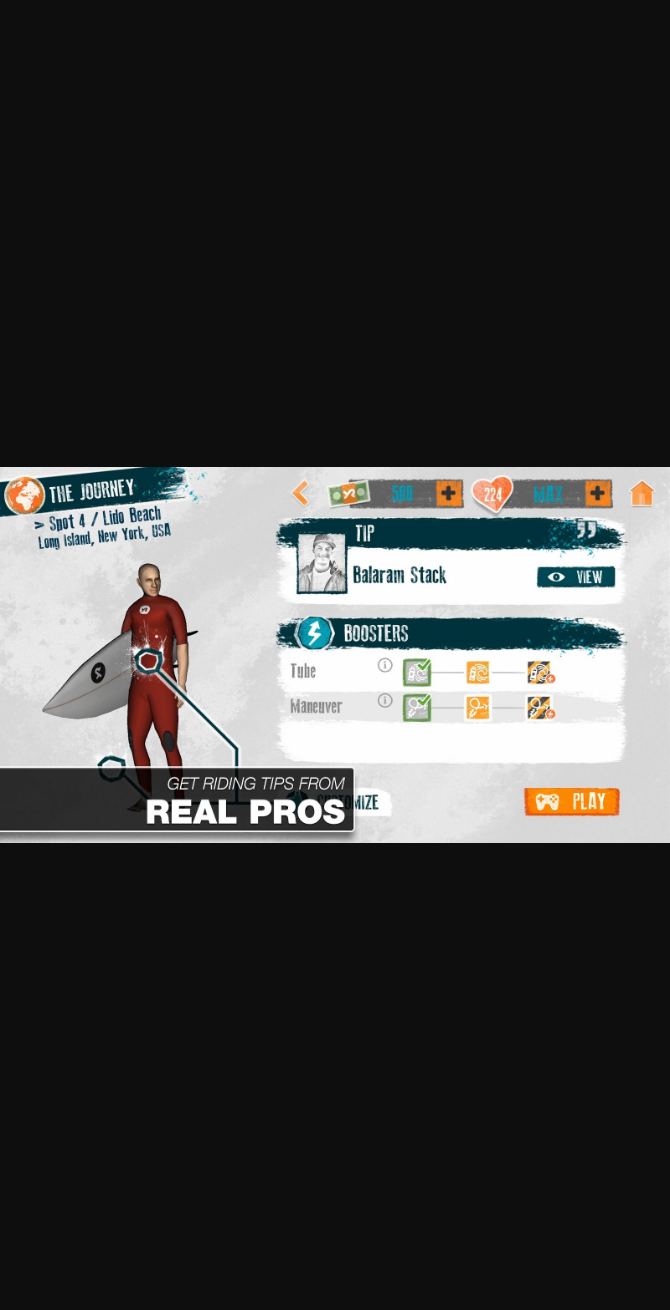 THE JOURNEY
> Spot 4 / Lido Beach
Long Island, New York, USA
500
224
MAX
TIP
Balaram Stack
VIEW
BOOSTERS
Tube
Maneuver
GET RIDING TIPS FROM
REAL PROS
PLAY